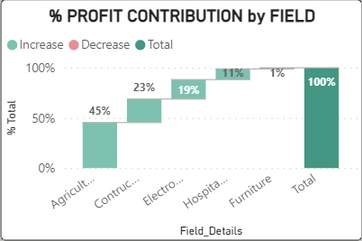 % PROFIT CONTRIBUTION by FIELD
Increase Decrease Total
100%
50%
0%
% Total
45%
23%
19%
11%
1%
100%
Agricult...
Contruc...
Electro...
Hospita...
Furniture
Total
Field_Details